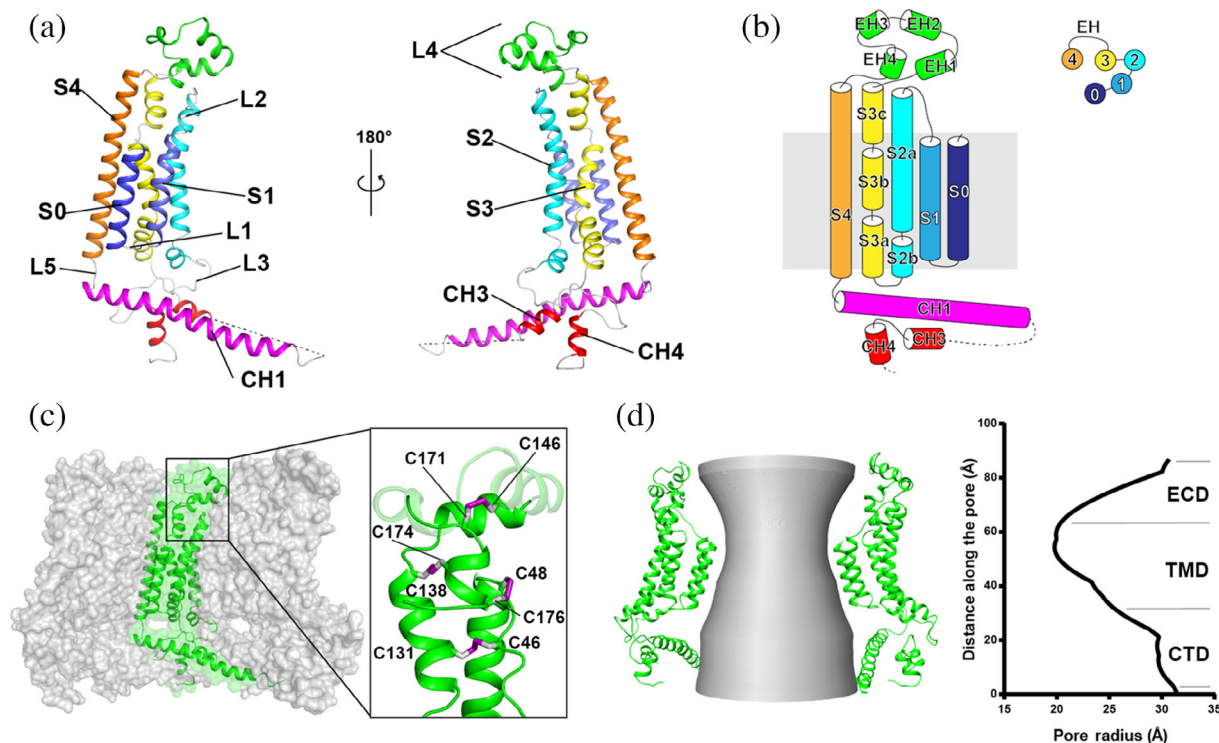 (a)
L4
S4
L2
S2
180°
S1
S3
S0
L1
L5
L3
CH3
CH1
CH4
(b)
EH3
EH2
EH4
EH1
EH
4
3
2
1
0
S3c
S2a
S3b
S4
S1
S0
S3a
S2b
CH1
CH4
CH3
(c)
C171
C146
C174
C138
C48
C176
C131
C46
(d)
Distance along the pore (Å)
100
80
60
40
20
0
ECD
TMD
CTD
15 20 25 30 35
Pore radius (Å)